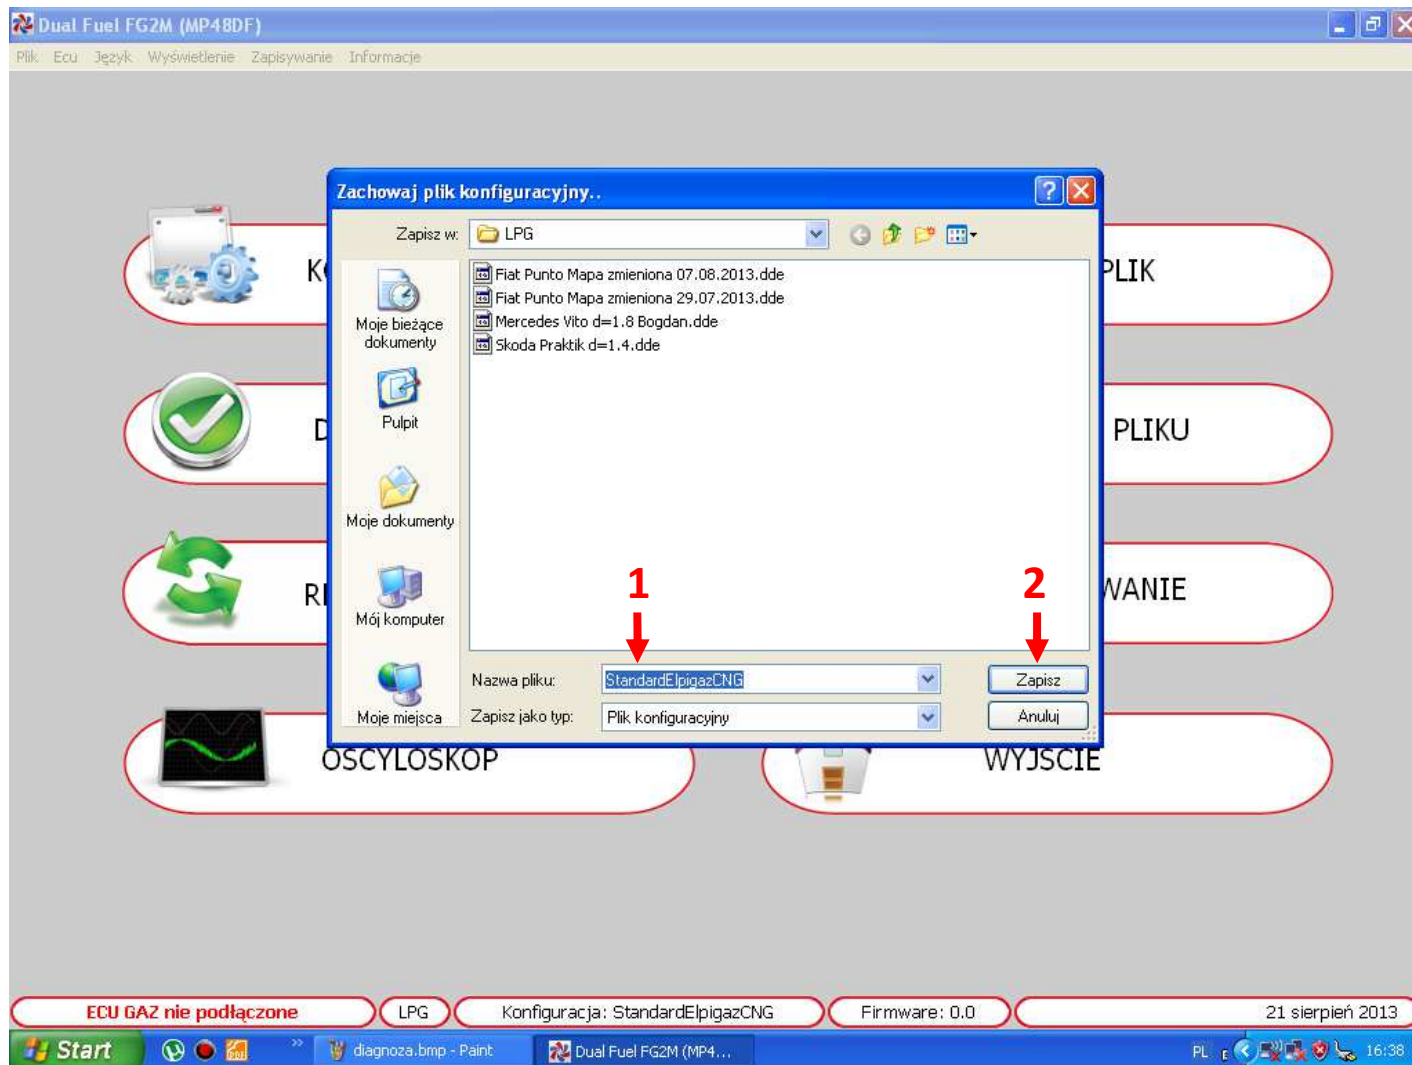 Dual Fuel FG2M (MP48DF)
Plik Ecu Język Wyświetlenie Zapisywanie Informacje
Zachowaj plik konfiguracyjny..
Zapisz w: LPG
Fiat Punto Mapa zmieniona 07.08.2013.dde
Fiat Punto Mapa zmieniona 29.07.2013.dde
Mercedes Vito d=1.8 Bogdan.dde
Skoda Praktik d=1.4.dde
Moje bieżące
dokumenty
Pulpit
Moje dokumenty
Mój komputer
Moje miejsca
1
2
Nazwa pliku: StandardElpigazCNG Zapisz
Zapisz jako typ: Plik konfiguracyjny Anuluj
PLIK
PLIKU
OSCYLOSKOP
WYJŚCIE
ECU GAZ nie podłączone LPG Konfiguracja: StandardElpigazCNG Firmware: 0.0 21 sierpień 2013
Start diagnoza.bmp - Paint Dual Fuel FG2M (MP4... PL 16:38